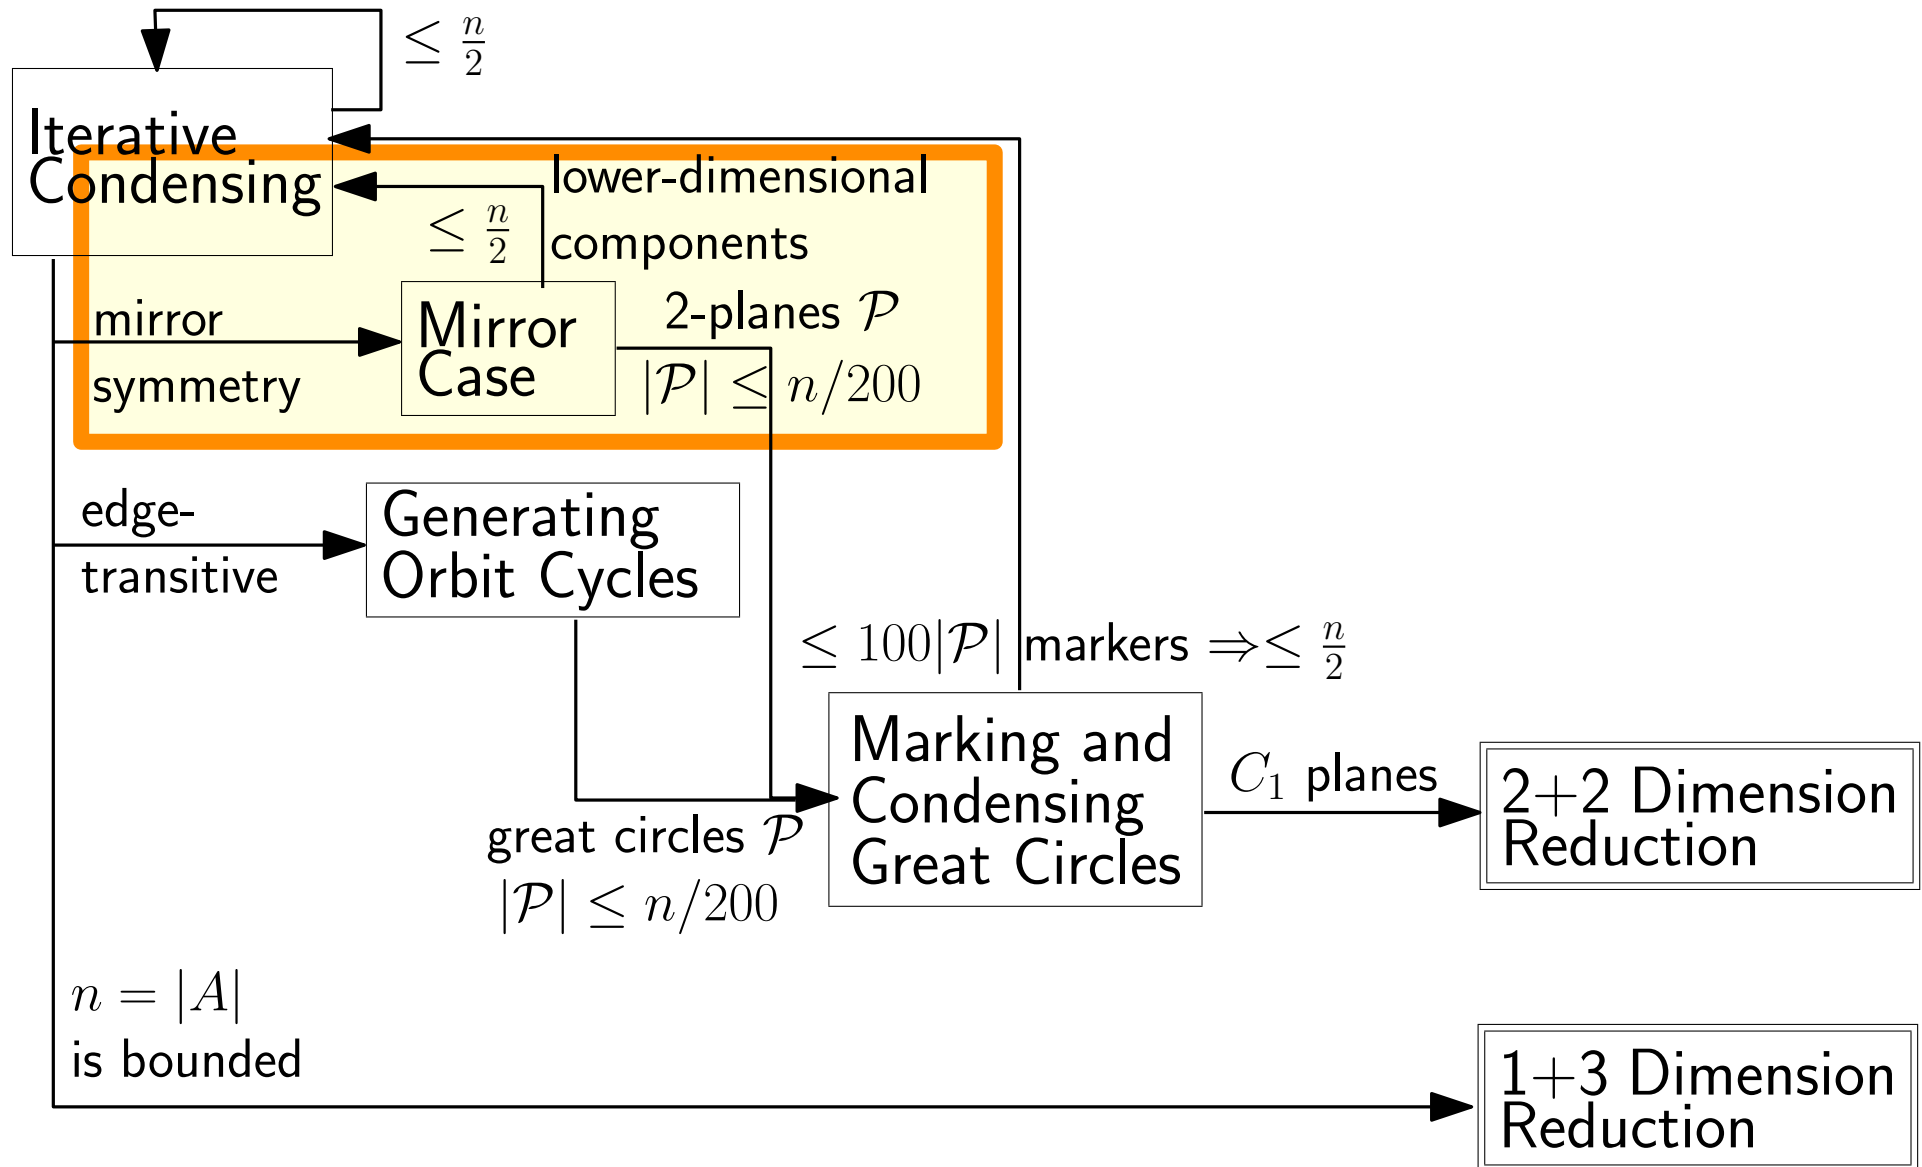 ≤ n/2
Iterative
Condensing
lower-dimensional
≤ n/2
components
mirror
symmetry
Mirror
Case
2-planes 𝒫
|𝒫| ≤ n/200
edge-
transitive
Generating
Orbit Cycles
≤ 100|𝒫| markers ⇒≤ n/2
great circles 𝒫
|𝒫| ≤ n/200
Marking and
Condensing
Great Circles
C₁ planes
2+2 Dimension
Reduction
n = |A|
is bounded
1+3 Dimension
Reduction